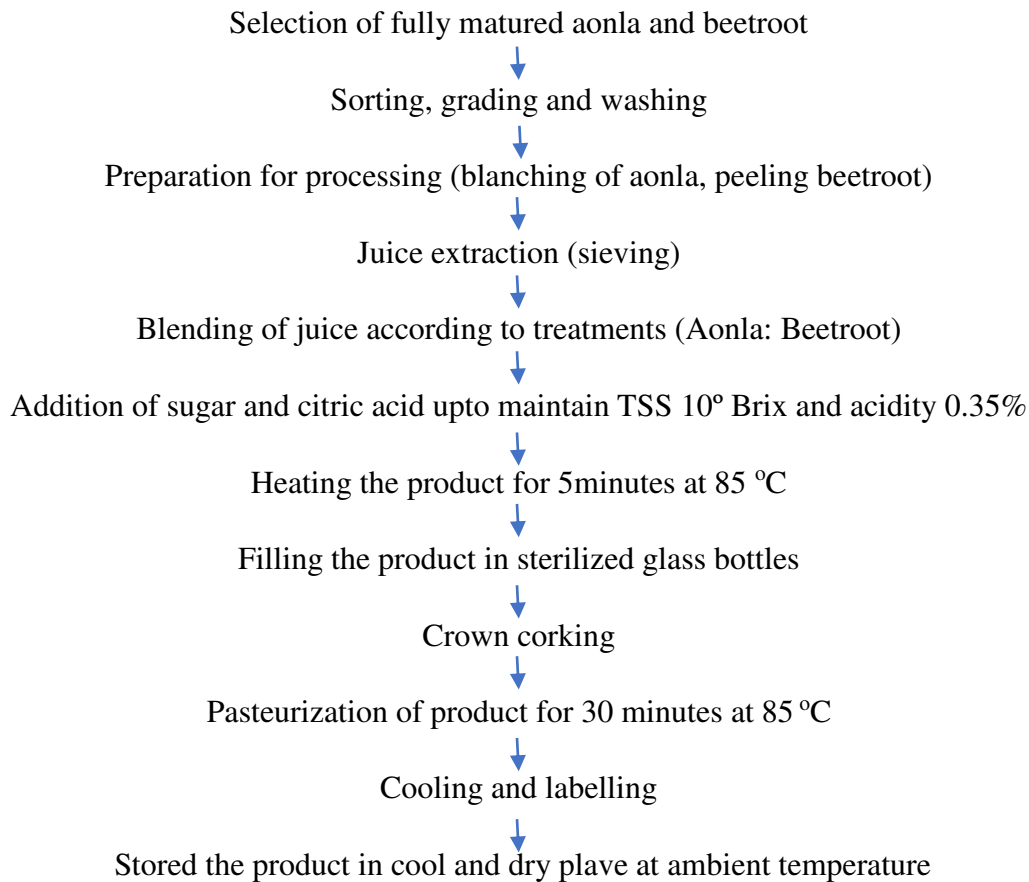 Selection of fully matured aonla and beetroot
Sorting, grading and washing
Preparation for processing (blanching of aonla, peeling beetroot)
Juice extraction (sieving)
Blending of juice according to treatments (Aonla: Beetroot)
Addition of sugar and citric acid upto maintain TSS 10º Brix and acidity 0.35%
Heating the product for 5minutes at 85 ºC
Filling the product in sterilized glass bottles
Crown corking
Pasteurization of product for 30 minutes at 85 ºC
Cooling and labelling
Stored the product in cool and dry plave at ambient temperature